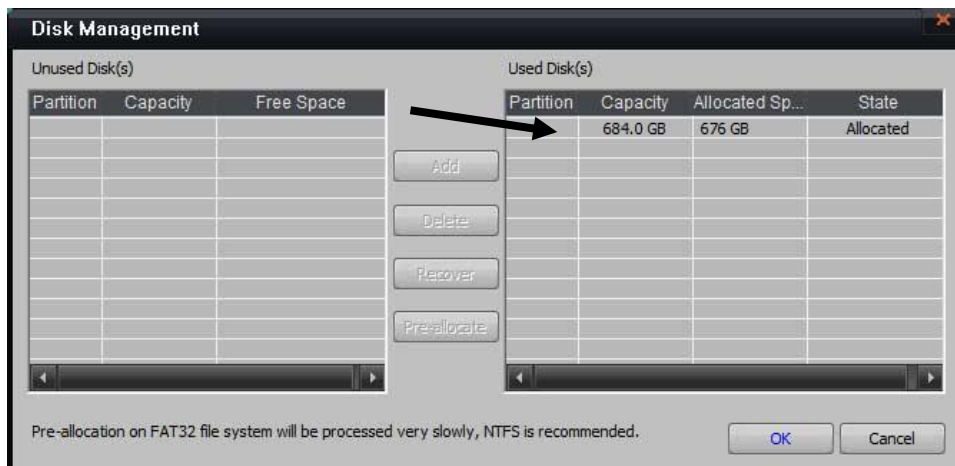 Disk Management
Unused Disk(s)
Used Disk(s)
Partition Capacity Free Space
Partition Capacity Allocated Sp... State
684.0 GB 676 GB Allocated
Add
Delete
Recover
Pre-allocate
Pre-allocation on FAT32 file system will be processed very slowly, NTFS is recommended.
OK Cancel